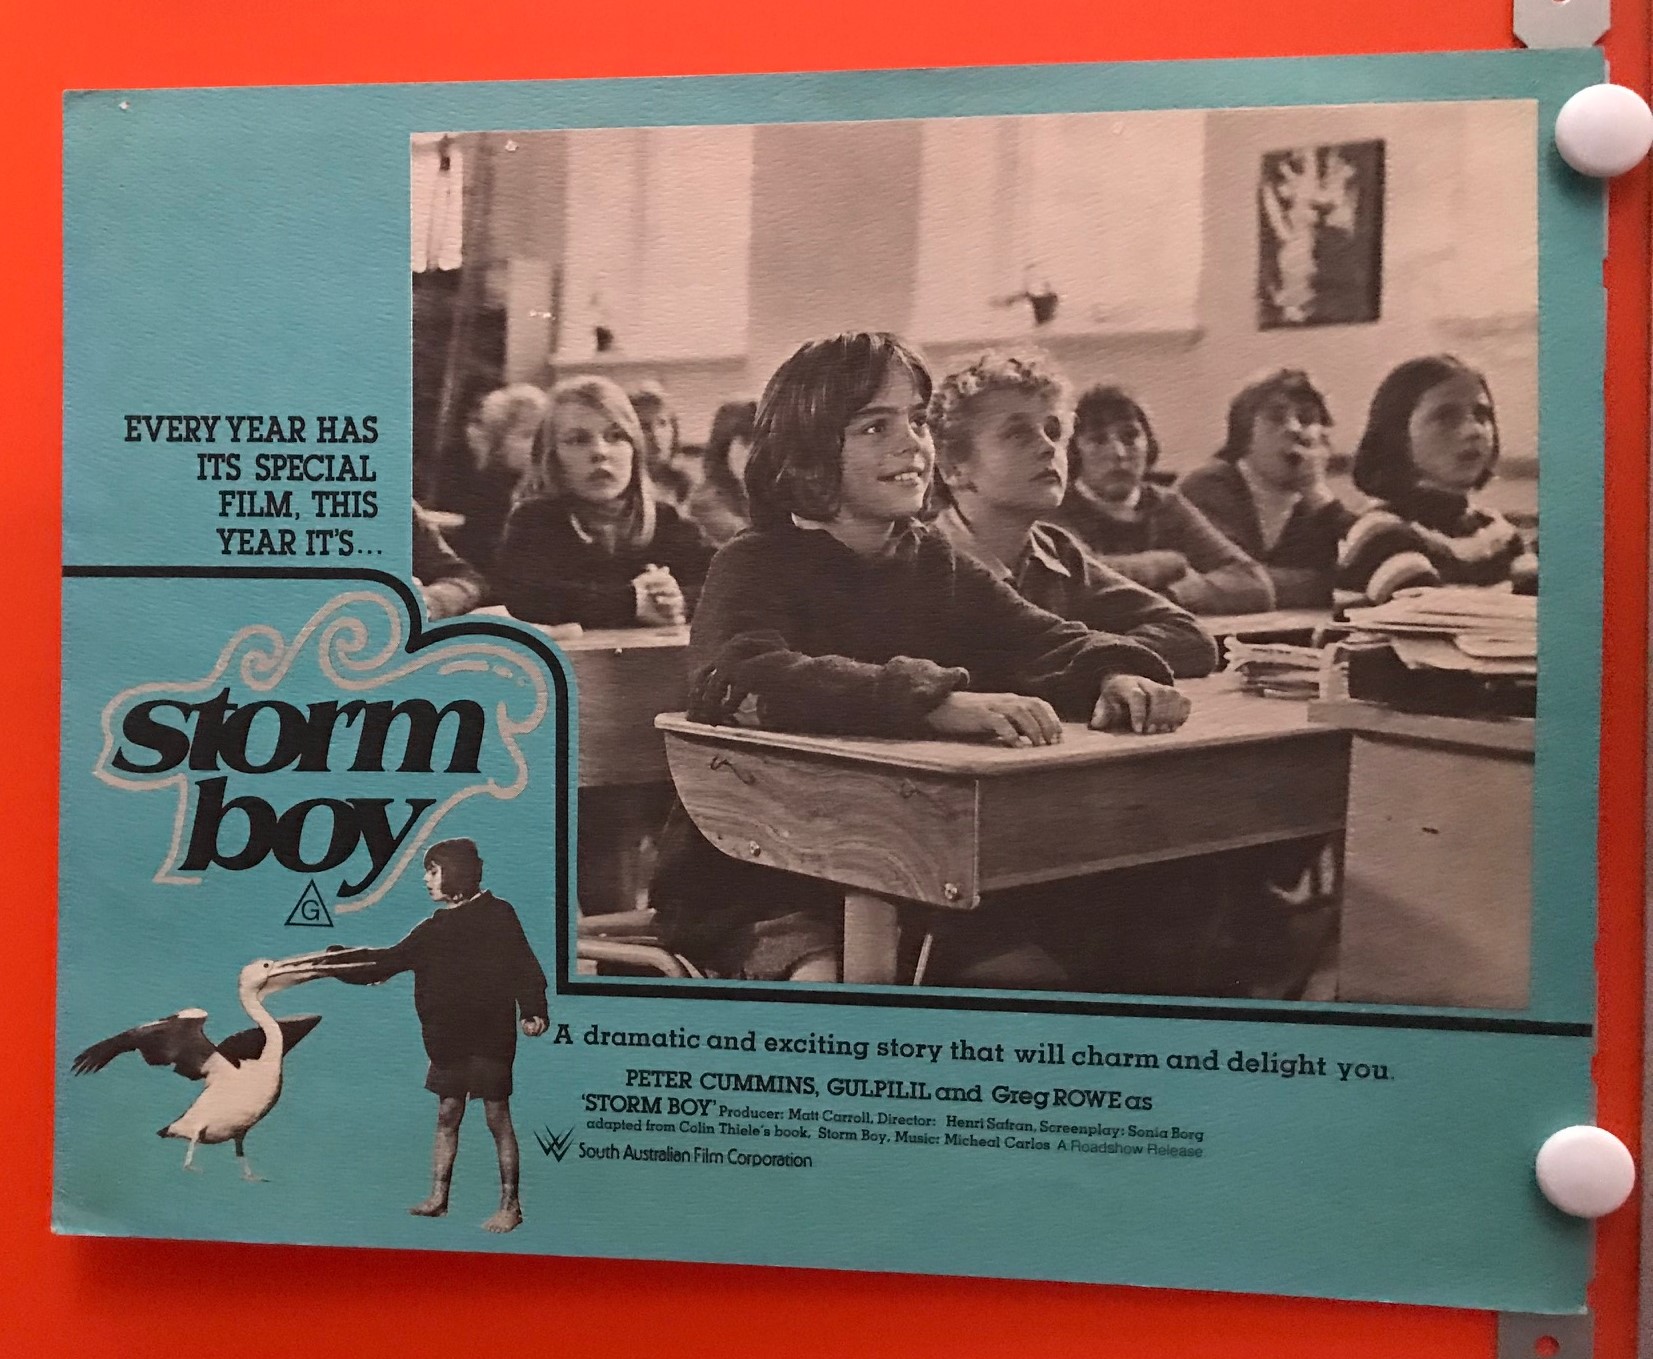 EVERY YEAR HAS
ITS SPECIAL
FILM, THIS
YEAR IT'S...
storm
boy
G
A dramatic and exciting story that will charm and delight you.
PETER CUMMINS, GULPILIL and Greg ROWE as
'STORM BOY' Producer: Matt Carroll, Director: Henri Safran, Screenplay: Sonia Borg
adapted from Colin Thiele's book, Storm Boy, Music: Micheal Carlos A Roadshow Release
South Australian Film Corporation